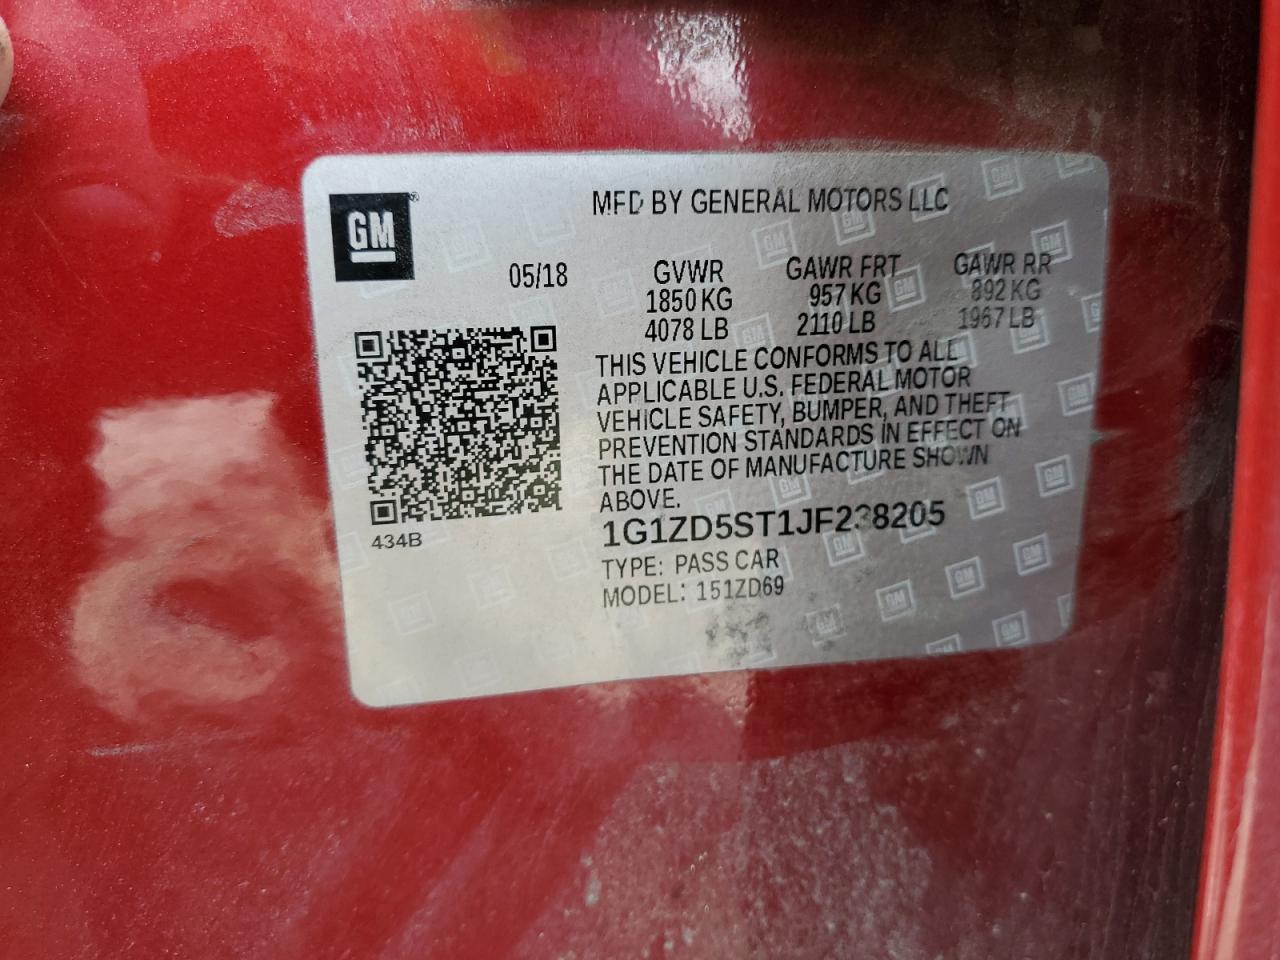 GM®
MFD BY GENERAL MOTORS LLC
05/18 GVWR GAWR FRT GAWR RR
1850 KG 957 KG 892 KG
4078 LB 2110 LB 1967 LB
THIS VEHICLE CONFORMS TO ALL
APPLICABLE U.S. FEDERAL MOTOR
VEHICLE SAFETY, BUMPER, AND THEFT
PREVENTION STANDARDS IN EFFECT ON
THE DATE OF MANUFACTURE SHOWN
ABOVE.
434B
1G1ZD5ST1JF238205
TYPE: PASS CAR
MODEL: 151ZD69